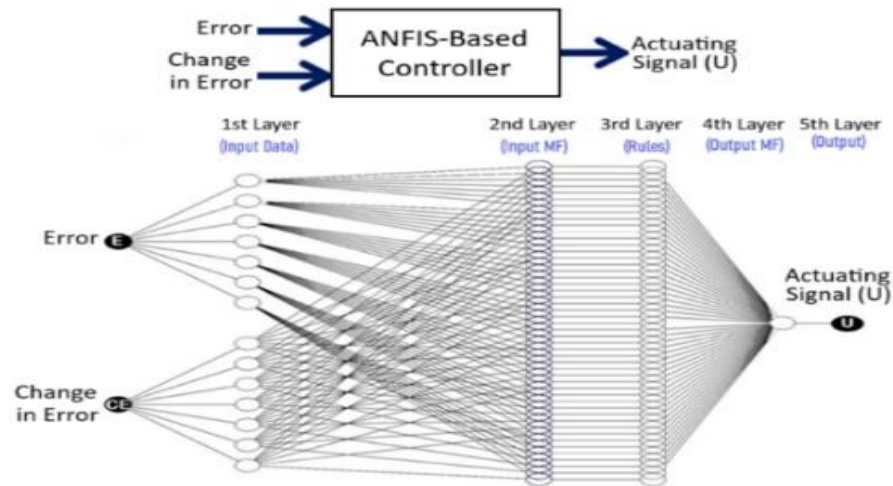 Error
Change
in Error
ANFIS-Based
Controller
Actuating
Signal (U)
1st Layer
(Input Data)
2nd Layer
(Input MF)
3rd Layer
(Rules)
4th Layer
(Output MF)
5th Layer
(Output)
Error
E
Actuating
Signal (U)
U
Change
in Error
CE